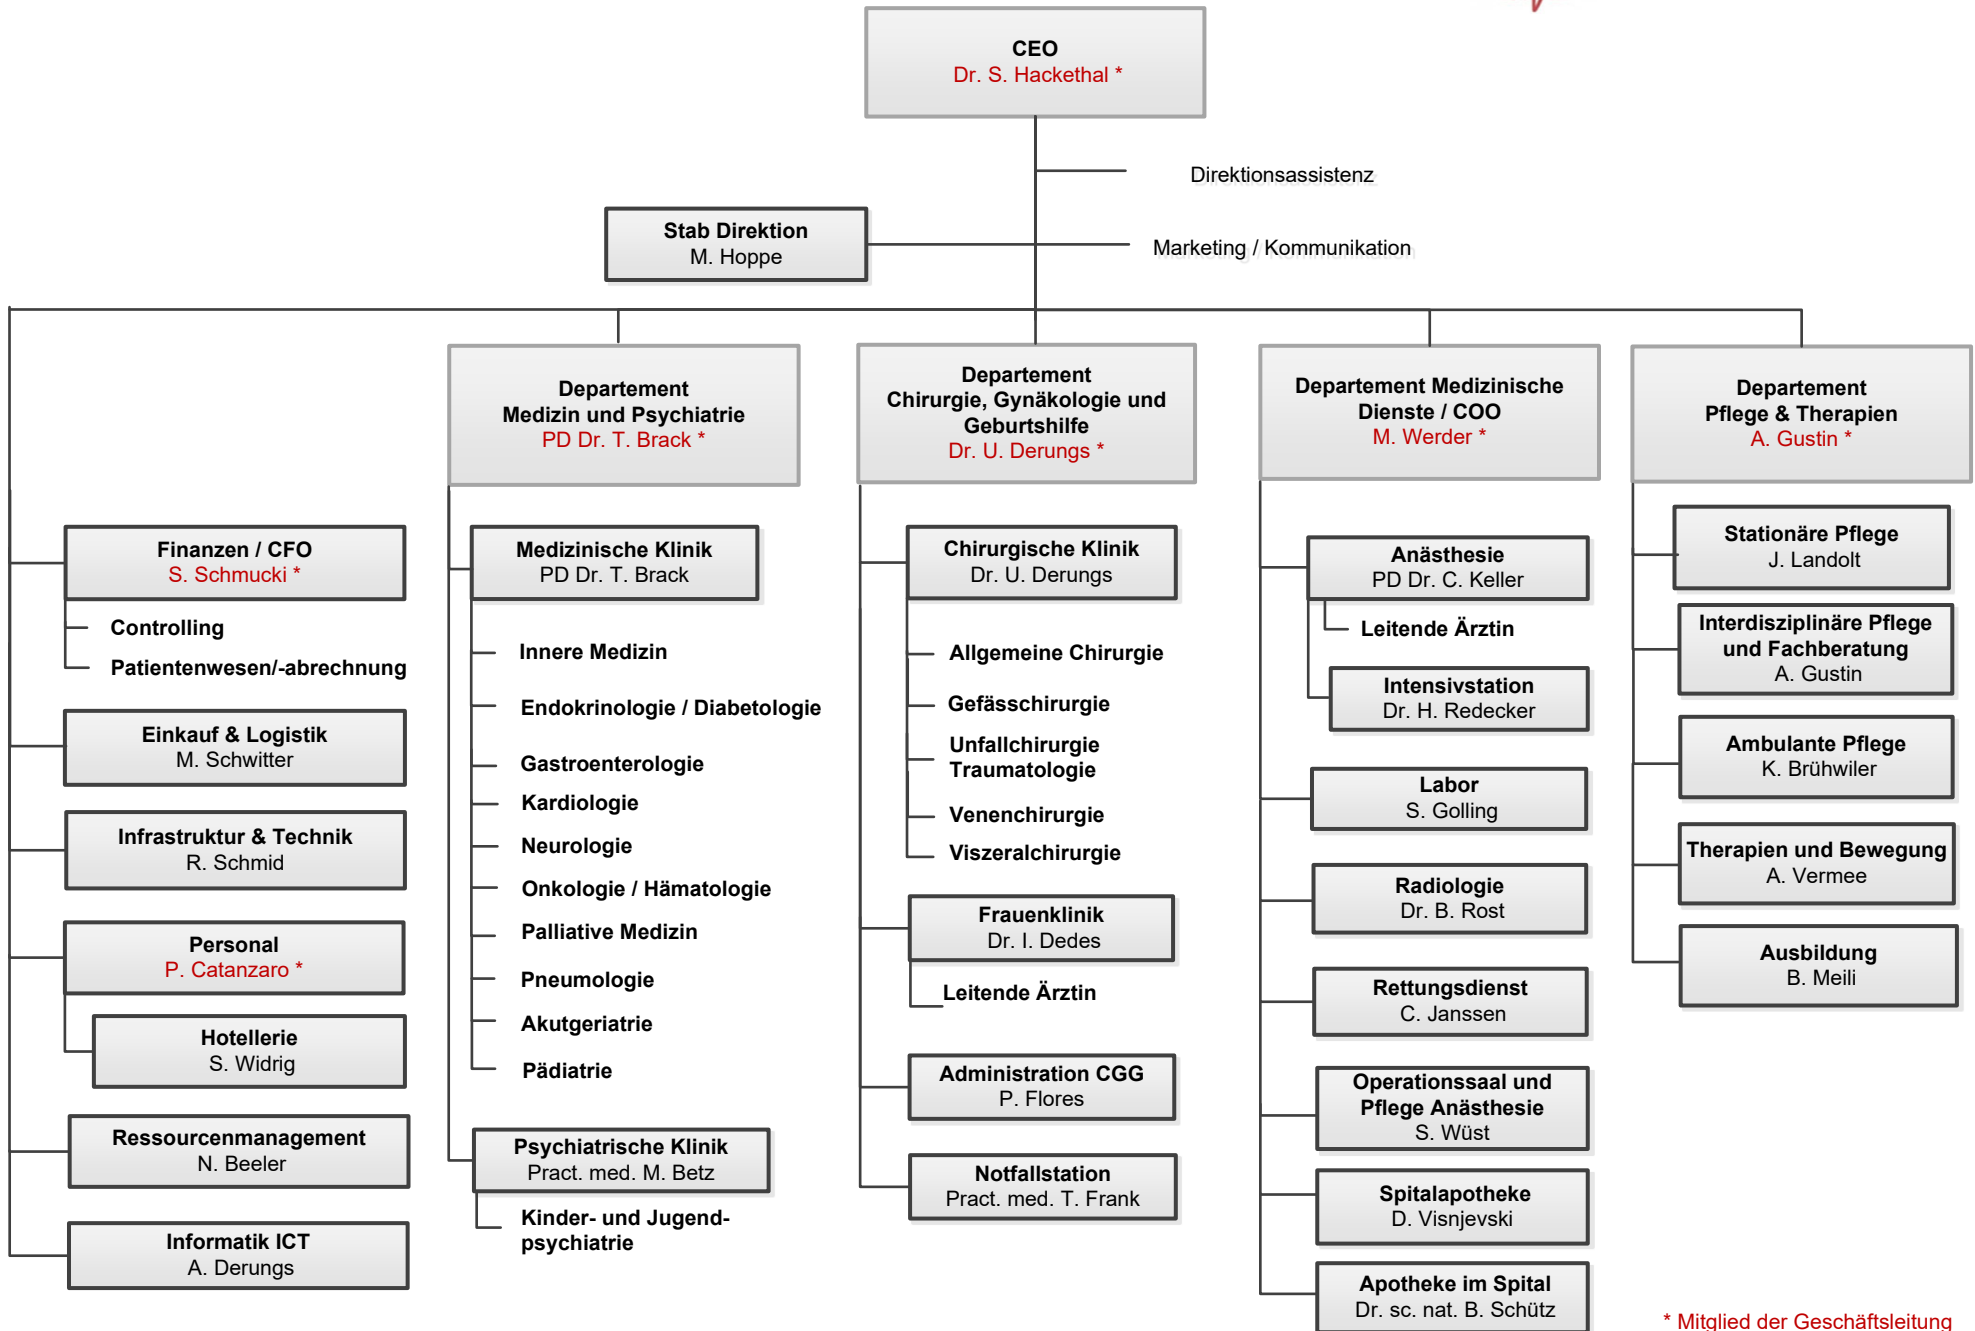 CEO
Dr. S. Hackethal *
Direktionsassistenz
Stab Direktion
M. Hoppe
Marketing / Kommunikation
Finanzen / CFO
S. Schmucki *
Controlling
Patientenwesen/-abrechnung
Einkauf & Logistik
M. Schwitter
Infrastruktur & Technik
R. Schmid
Personal
P. Catanzaro *
Hotellerie
S. Widrig
Ressourcenmanagement
N. Beeler
Informatik ICT
A. Derungs
Departement
Medizin und Psychiatrie
PD Dr. T. Brack *
Medizinische Klinik
PD Dr. T. Brack
Innere Medizin
Endokrinologie / Diabetologie
Gastroenterologie
Kardiologie
Neurologie
Onkologie / Hämatologie
Palliative Medizin
Pneumologie
Akutgeriatrie
Pädiatrie
Psychiatrische Klinik
Pract. med. M. Betz
Kinder- und Jugend-
psychiatrie
Departement
Chirurgie, Gynäkologie und
Geburtshilfe
Dr. U. Derungs *
Chirurgische Klinik
Dr. U. Derungs
Allgemeine Chirurgie
Gefässchirurgie
Unfallchirurgie
Traumatologie
Venenchirurgie
Viszeralchirurgie
Frauenklinik
Dr. I. Dedes
Leitende Ärztin
Administration CGG
P. Flores
Notfallstation
Pract. med. T. Frank
Departement Medizinische
Dienste / COO
M. Werder *
Anästhesie
PD Dr. C. Keller
Leitende Ärztin
Intensivstation
Dr. H. Redecker
Labor
S. Golling
Radiologie
Dr. B. Rost
Rettungsdienst
C. Janssen
Operationssaal und
Pflege Anästhesie
S. Wüst
Spitalapotheke
D. Visnjevski
Apotheke im Spital
Dr. sc. nat. B. Schütz
Departement
Pflege & Therapien
A. Gustin *
Stationäre Pflege
J. Landolt
Interdisziplinäre Pflege
und Fachberatung
A. Gustin
Ambulante Pflege
K. Brühwiler
Therapien und Bewegung
A. Vermee
Ausbildung
B. Meili
* Mitglied der Geschäftsleitung